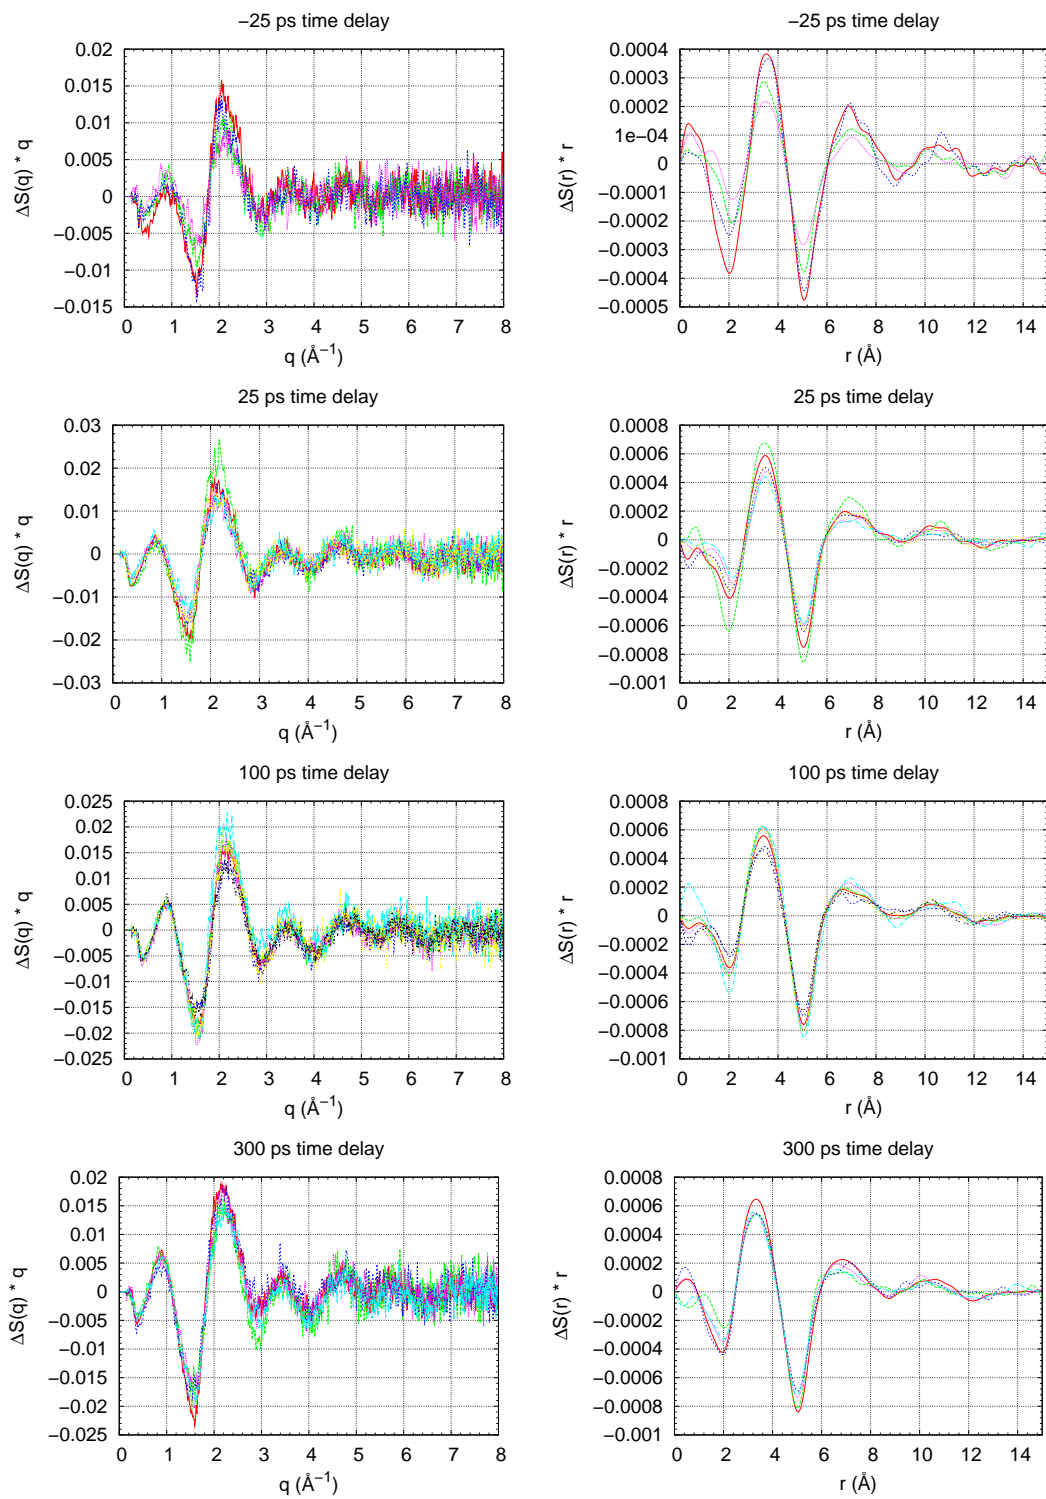 −25 ps time delay
0.02
0.015
0.01
0.005
0
−0.005
−0.01
−0.015
ΔS(q) * q
0 1 2 3 4 5 6 7 8
q (Å−1)
−25 ps time delay
0.0004
0.0003
0.0002
1e−04
0
−0.0001
−0.0002
−0.0003
−0.0004
−0.0005
ΔS(r) * r
0 2 4 6 8 10 12 14
r (Å)
25 ps time delay
0.03
0.02
0.01
0
−0.01
−0.02
−0.03
ΔS(q) * q
0 1 2 3 4 5 6 7 8
q (Å−1)
25 ps time delay
0.0008
0.0006
0.0004
0.0002
0
−0.0002
−0.0004
−0.0006
−0.0008
−0.001
ΔS(r) * r
0 2 4 6 8 10 12 14
r (Å)
100 ps time delay
0.025
0.02
0.015
0.01
0.005
0
−0.005
−0.01
−0.015
−0.02
−0.025
ΔS(q) * q
0 1 2 3 4 5 6 7 8
q (Å−1)
100 ps time delay
0.0008
0.0006
0.0004
0.0002
0
−0.0002
−0.0004
−0.0006
−0.0008
−0.001
ΔS(r) * r
0 2 4 6 8 10 12 14
r (Å)
300 ps time delay
0.02
0.015
0.01
0.005
0
−0.005
−0.01
−0.015
−0.02
−0.025
ΔS(q) * q
0 1 2 3 4 5 6 7 8
q (Å−1)
300 ps time delay
0.0008
0.0006
0.0004
0.0002
0
−0.0002
−0.0004
−0.0006
−0.0008
−0.001
ΔS(r) * r
0 2 4 6 8 10 12 14
r (Å)